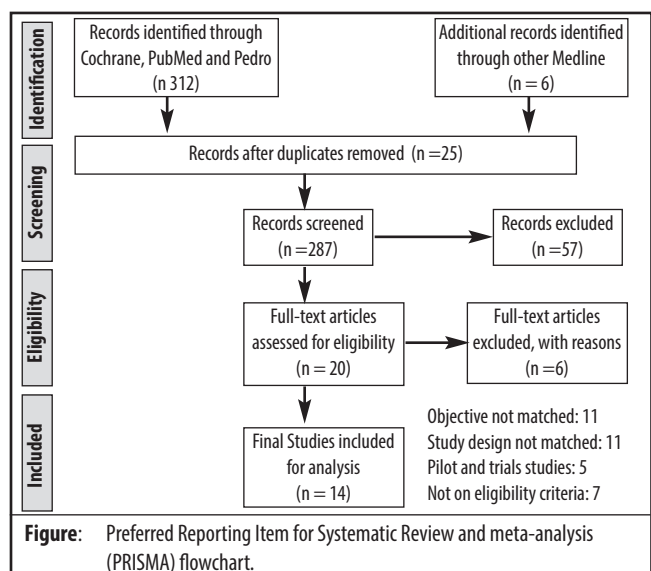 Identification
Records identified through
Cochrane, PubMed and Pedro
(n 312)
Additional records identified
through other Medline
(n = 6)
Records after duplicates removed (n =25)
Screening
Records screened
(n =287)
Records excluded
(n =57)
Eligibility
Full-text articles
assessed for eligibility
(n = 20)
Full-text articles
excluded, with reasons
(n =6)
Included
Final Studies included
for analysis
(n = 14)
Objective not matched: 11
Study design not matched: 11
Pilot and trials studies: 5
Not on eligibility criteria: 7
Figure: Preferred Reporting Item for Systematic Review and meta-analysis
(PRISMA) flowchart.